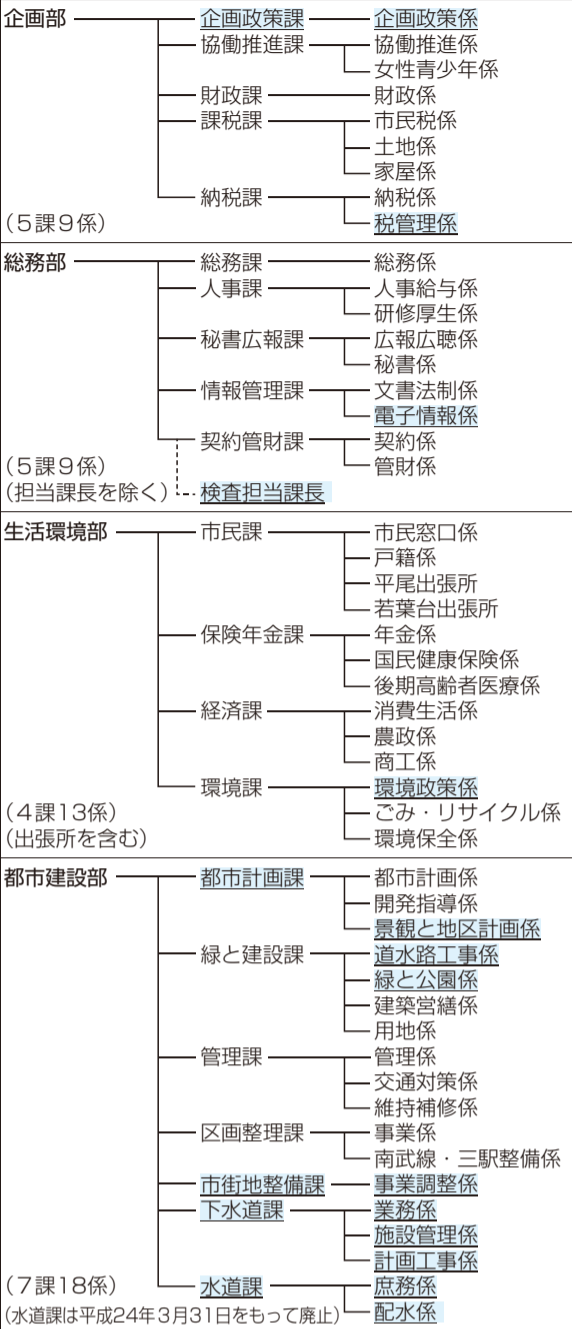 企画部 企画政策課 企画政策係
協働推進課 協働推進係
女性青少年係
財政課 財政係
課税課 市民税係
土地係
家屋係
納税課 納税係
(5課9係) 税管理係
総務部 総務課 総務係
人事課 人事給与係
研修厚生係
秘書広報課 広報広聴係
秘書係
情報管理課 文書法制係
電子情報係
契約管財課 契約係
(5課9係) 管財係
(担当課長を除く) 検査担当課長
生活環境部 市民課 市民窓口係
戸籍係
平尾出張所
若葉台出張所
保険年金課 年金係
国民健康保険係
後期高齢者医療係
経済課 消費生活係
農政係
商工係
環境課 環境政策係
(4課13係) ごみ・リサイクル係
(出張所を含む) 環境保全係
都市建設部 都市計画課 都市計画係
開発指導係
景観と地区計画係
緑と建設課 道水路工事係
緑と公園係
建築営繕係
用地係
管理課 管理係
交通対策係
維持補修係
区画整理課 事業係
南武線・三駅整備係
市街地整備課 事業調整係
下水道課 業務係
施設管理係
計画工事係
(7課18係) 水道課 庶務係
(水道課は平成24年3月31日をもって廃止) 配水係